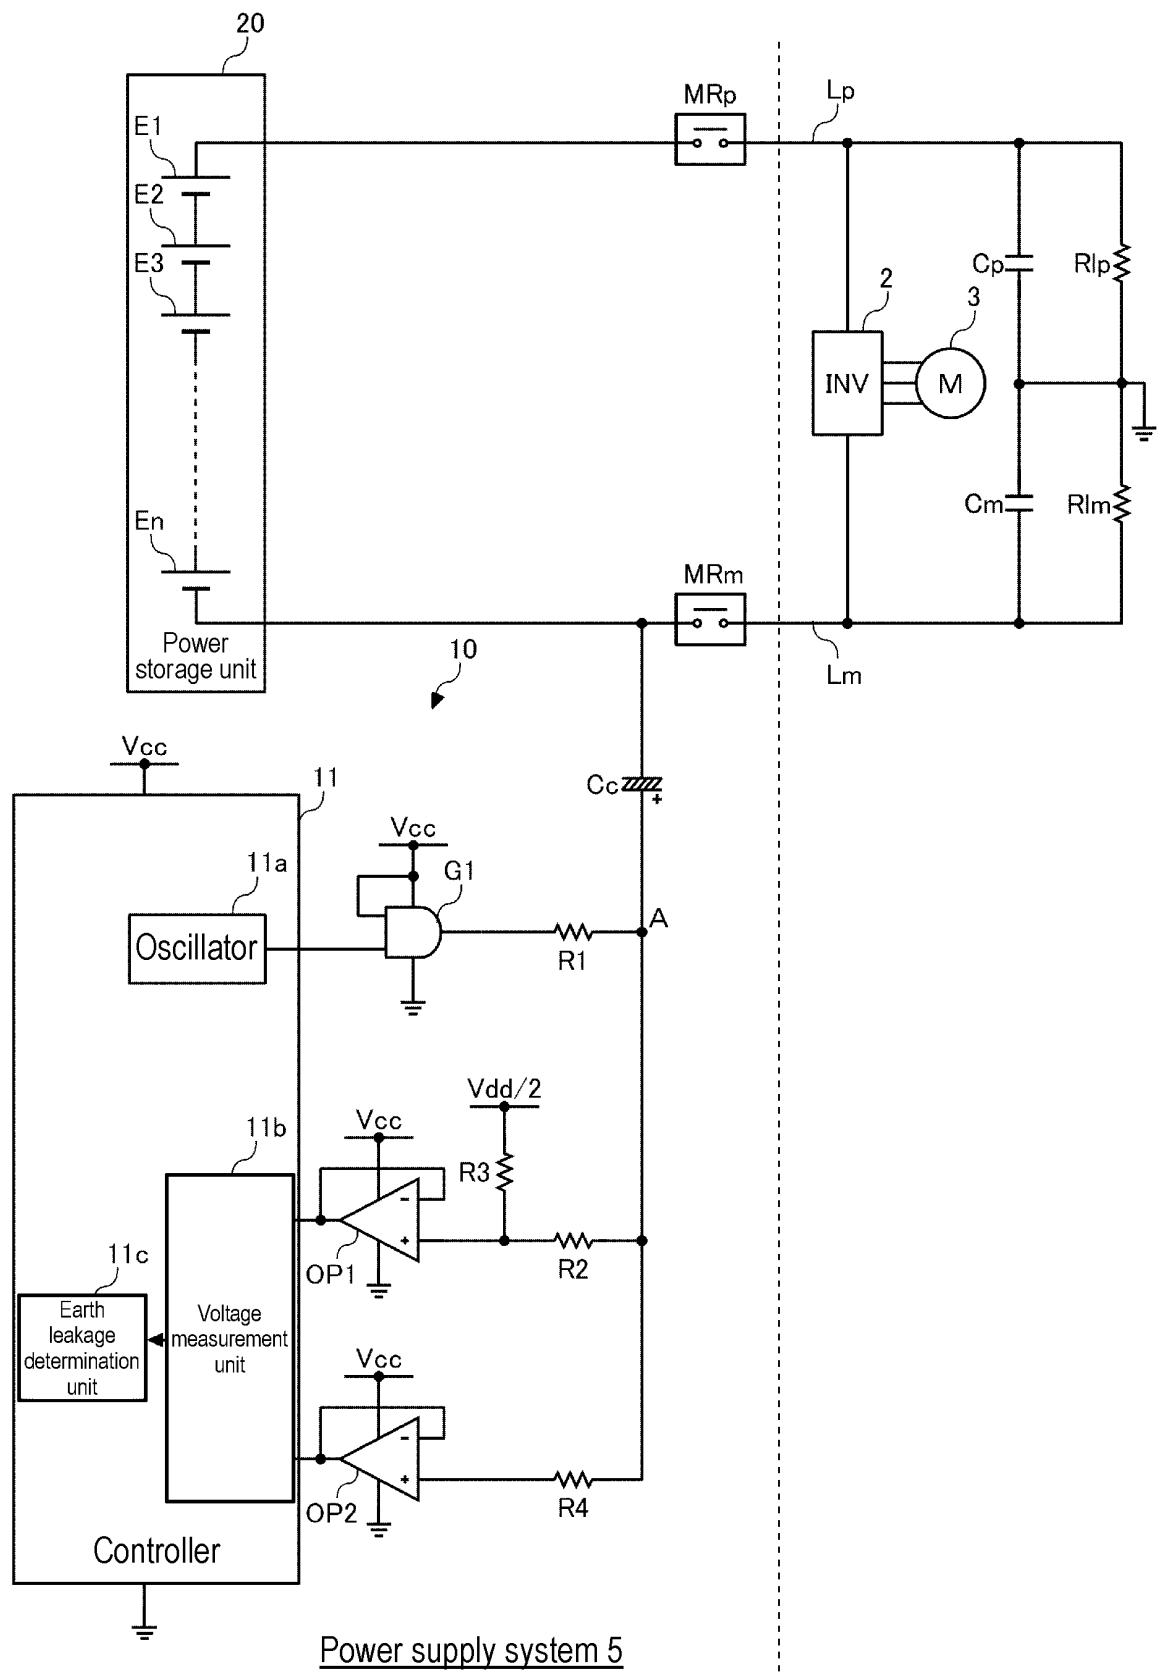 20
E1
E2
E3
En
Power
storage unit
MRp
Lp
Cp
Rlp
2
3
INV
M
Cm
Rlm
MRm
Lm
10
Vcc
11
Cc
+
Vcc
G1
11a
Oscillator
A
R1
Vdd/2
Vcc
R3
11b
-
+
OP1
R2
11c
Earth
leakage
determination
unit
Voltage
measurement
unit
Vcc
-
+
OP2
R4
Controller
Power supply system 5